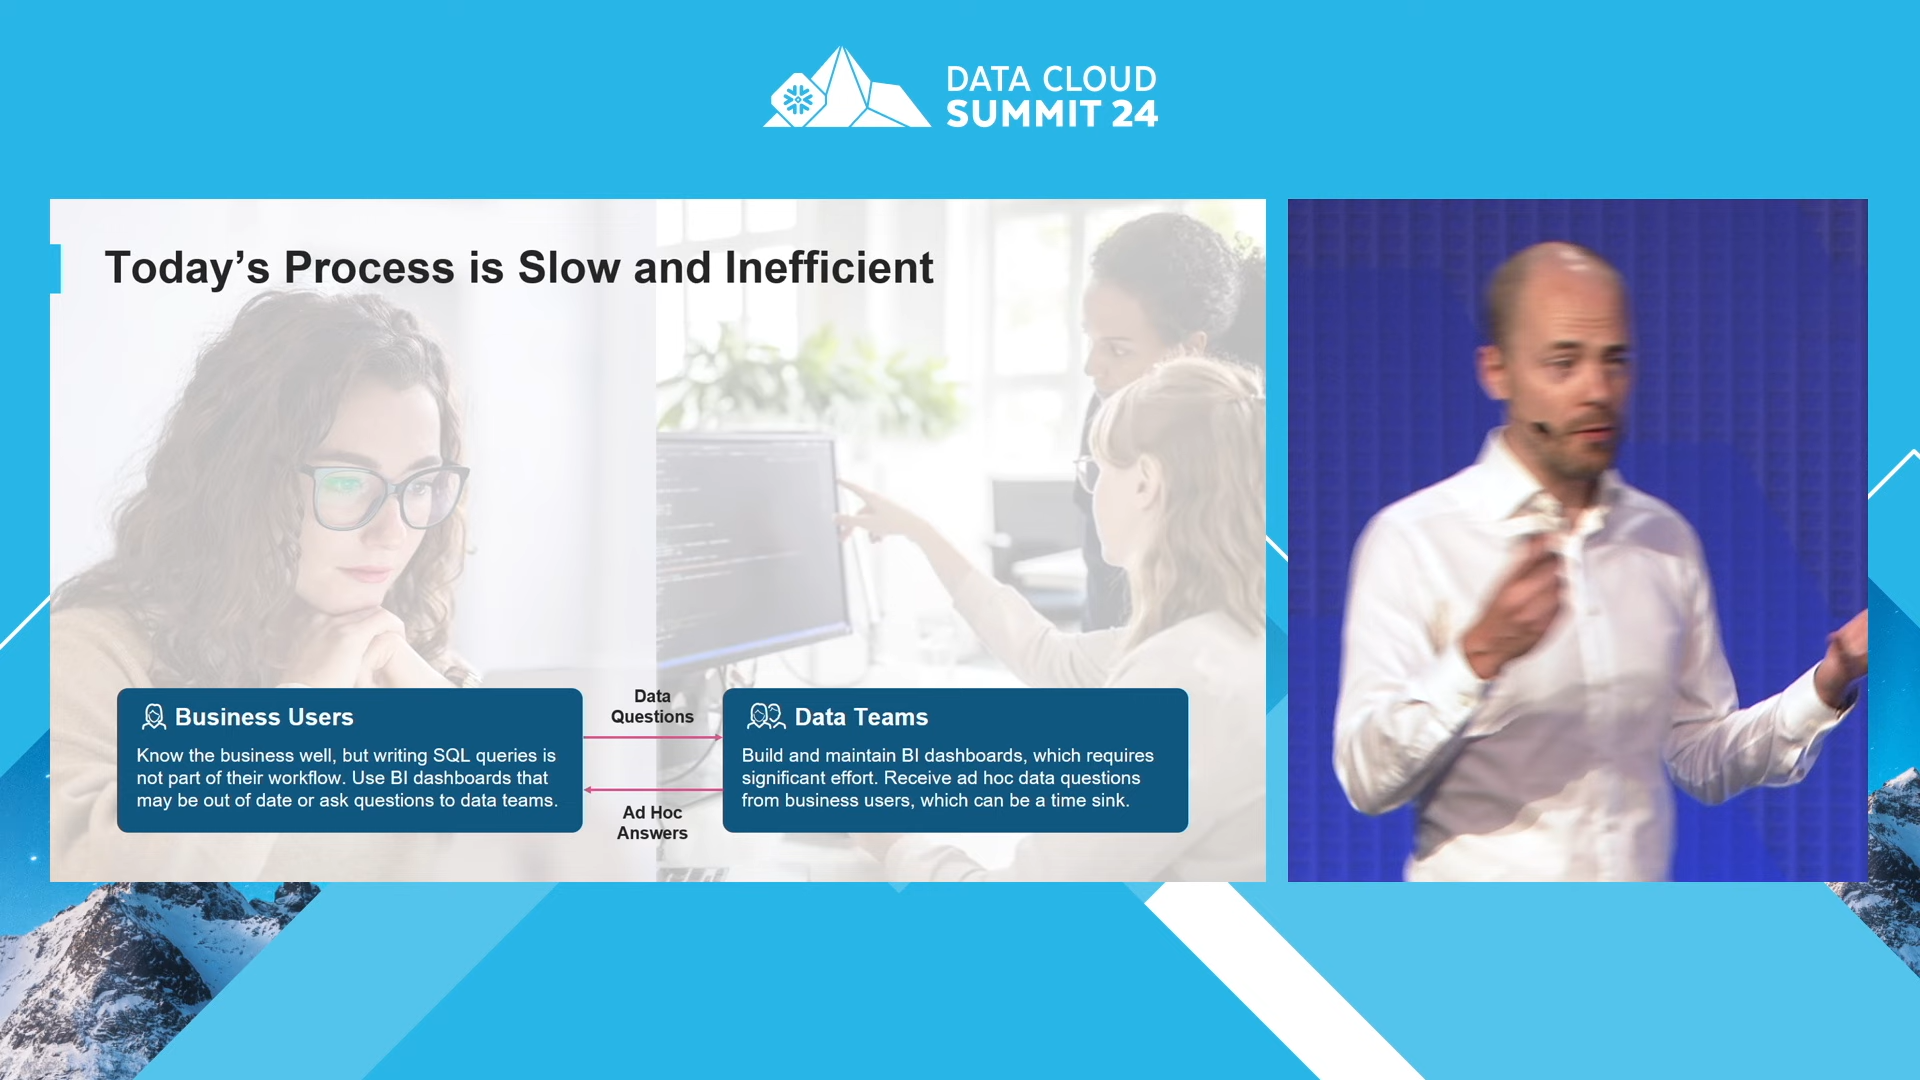 DATA CLOUD
SUMMIT 24
Today’s Process is Slow and Inefficient
Business Users
Know the business well, but writing SQL queries is
not part of their workflow. Use BI dashboards that
may be out of date or ask questions to data teams.
Data
Questions
Ad Hoc
Answers
Data Teams
Build and maintain BI dashboards, which requires
significant effort. Receive ad hoc data questions
from business users, which can be a time sink.